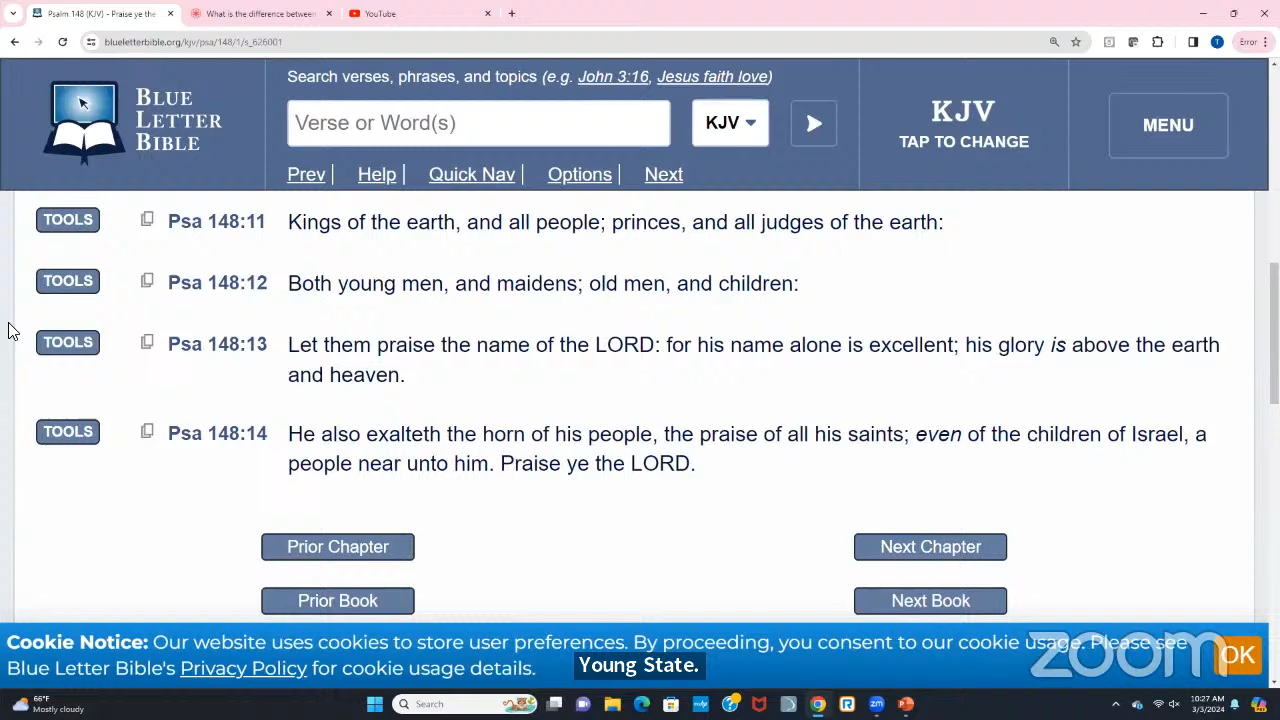 Psalm 148 (KJV) - Praise ye the
What is the difference between
YouTube
blueletterbible.org/kjv/psa/148/1/s_626001
Error
BLUE
LETTER
BIBLE
Search verses, phrases, and topics (e.g. John 3:16, Jesus faith love)
Verse or Word(s)
KJV
KJV
TAP TO CHANGE
MENU
Prev | Help | Quick Nav | Options | Next
TOOLS Psa 148:11 Kings of the earth, and all people; princes, and all judges of the earth:
TOOLS Psa 148:12 Both young men, and maidens; old men, and children:
TOOLS Psa 148:13 Let them praise the name of the LORD: for his name alone is excellent; his glory is above the earth
and heaven.
TOOLS Psa 148:14 He also exalteth the horn of his people, the praise of all his saints; even of the children of Israel, a
people near unto him. Praise ye the LORD.
Prior Chapter Next Chapter
Prior Book Next Book
Cookie Notice: Our website uses cookies to store user preferences. By proceeding, you consent to our cookie usage. Please see
Blue Letter Bible's Privacy Policy for cookie usage details.
OK
Young State.
zoom
66°F
Mostly cloudy
Search
10:27 AM
3/3/2024